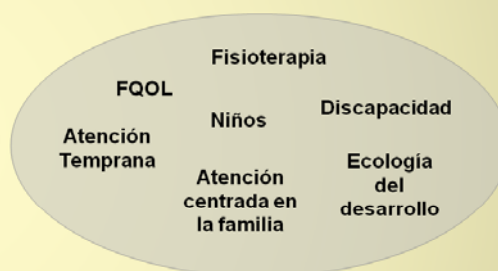 Fisioterapia
FQOL
Niños
Discapacidad
Atención
Temprana
Atención
centrada en
la familia
Ecología
del
desarrollo